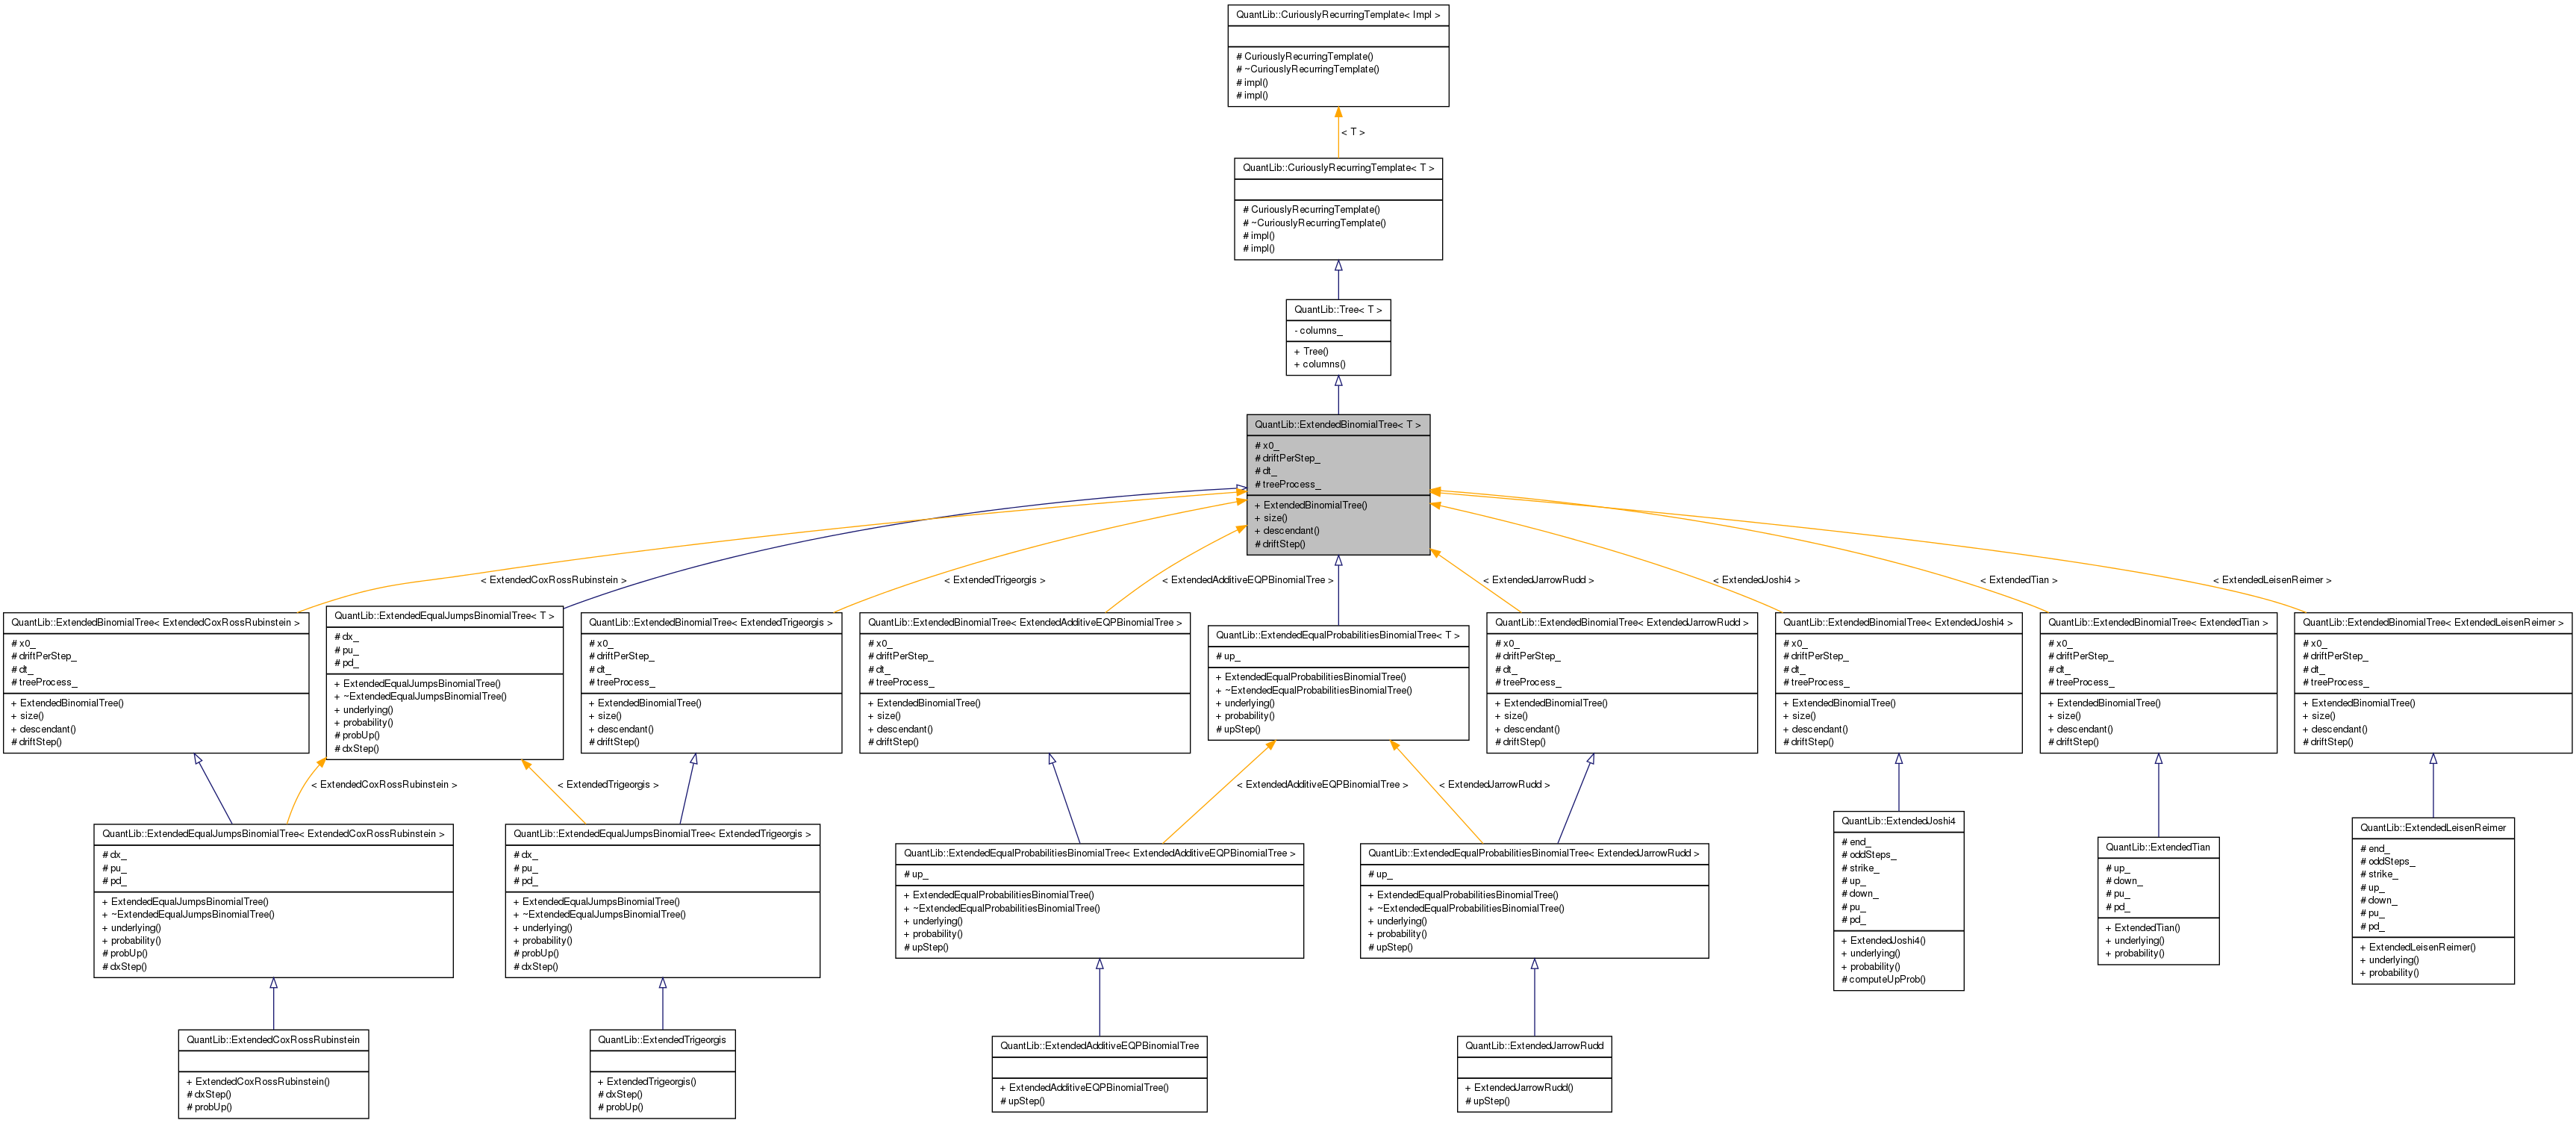 QuantLib::CuriouslyRecurringTemplate< Impl >
# CuriouslyRecurringTemplate()
# ~CuriouslyRecurringTemplate()
# impl()
# impl()
< T >
QuantLib::CuriouslyRecurringTemplate< T >
# CuriouslyRecurringTemplate()
# ~CuriouslyRecurringTemplate()
# impl()
# impl()
QuantLib::Tree< T >
- columns_
+ Tree()
+ columns()
QuantLib::ExtendedBinomialTree< T >
# x0_
# driftPerStep_
# dt_
# treeProcess_
+ ExtendedBinomialTree()
+ size()
+ descendant()
# driftStep()
< ExtendedCoxRossRubinstein >
< ExtendedTrigeorgis >
< ExtendedAdditiveEQPBinomialTree >
< ExtendedJarrowRudd >
< ExtendedJoshi4 >
< ExtendedTian >
< ExtendedLeisenReimer >
QuantLib::ExtendedBinomialTree< ExtendedCoxRossRubinstein >
# x0_
# driftPerStep_
# dt_
# treeProcess_
+ ExtendedBinomialTree()
+ size()
+ descendant()
# driftStep()
QuantLib::ExtendedEqualJumpsBinomialTree< T >
# dx_
# pu_
# pd_
+ ExtendedEqualJumpsBinomialTree()
+ ~ExtendedEqualJumpsBinomialTree()
+ underlying()
+ probability()
# probUp()
# dxStep()
QuantLib::ExtendedBinomialTree< ExtendedTrigeorgis >
# x0_
# driftPerStep_
# dt_
# treeProcess_
+ ExtendedBinomialTree()
+ size()
+ descendant()
# driftStep()
QuantLib::ExtendedBinomialTree< ExtendedAdditiveEQPBinomialTree >
# x0_
# driftPerStep_
# dt_
# treeProcess_
+ ExtendedBinomialTree()
+ size()
+ descendant()
# driftStep()
QuantLib::ExtendedEqualProbabilitiesBinomialTree< T >
# up_
+ ExtendedEqualProbabilitiesBinomialTree()
+ ~ExtendedEqualProbabilitiesBinomialTree()
+ underlying()
+ probability()
# upStep()
QuantLib::ExtendedBinomialTree< ExtendedJarrowRudd >
# x0_
# driftPerStep_
# dt_
# treeProcess_
+ ExtendedBinomialTree()
+ size()
+ descendant()
# driftStep()
QuantLib::ExtendedBinomialTree< ExtendedJoshi4 >
# x0_
# driftPerStep_
# dt_
# treeProcess_
+ ExtendedBinomialTree()
+ size()
+ descendant()
# driftStep()
QuantLib::ExtendedBinomialTree< ExtendedTian >
# x0_
# driftPerStep_
# dt_
# treeProcess_
+ ExtendedBinomialTree()
+ size()
+ descendant()
# driftStep()
QuantLib::ExtendedBinomialTree< ExtendedLeisenReimer >
# x0_
# driftPerStep_
# dt_
# treeProcess_
+ ExtendedBinomialTree()
+ size()
+ descendant()
# driftStep()
< ExtendedCoxRossRubinstein >
< ExtendedTrigeorgis >
< ExtendedAdditiveEQPBinomialTree >
< ExtendedJarrowRudd >
QuantLib::ExtendedEqualJumpsBinomialTree< ExtendedCoxRossRubinstein >
# dx_
# pu_
# pd_
+ ExtendedEqualJumpsBinomialTree()
+ ~ExtendedEqualJumpsBinomialTree()
+ underlying()
+ probability()
# probUp()
# dxStep()
QuantLib::ExtendedEqualJumpsBinomialTree< ExtendedTrigeorgis >
# dx_
# pu_
# pd_
+ ExtendedEqualJumpsBinomialTree()
+ ~ExtendedEqualJumpsBinomialTree()
+ underlying()
+ probability()
# probUp()
# dxStep()
QuantLib::ExtendedEqualProbabilitiesBinomialTree< ExtendedAdditiveEQPBinomialTree >
# up_
+ ExtendedEqualProbabilitiesBinomialTree()
+ ~ExtendedEqualProbabilitiesBinomialTree()
+ underlying()
+ probability()
# upStep()
QuantLib::ExtendedEqualProbabilitiesBinomialTree< ExtendedJarrowRudd >
# up_
+ ExtendedEqualProbabilitiesBinomialTree()
+ ~ExtendedEqualProbabilitiesBinomialTree()
+ underlying()
+ probability()
# upStep()
QuantLib::ExtendedJoshi4
# end_
# oddSteps_
# strike_
# up_
# down_
# pu_
# pd_
+ ExtendedJoshi4()
+ underlying()
+ probability()
# computeUpProb()
QuantLib::ExtendedTian
# up_
# down_
# pu_
# pd_
+ ExtendedTian()
+ underlying()
+ probability()
QuantLib::ExtendedLeisenReimer
# end_
# oddSteps_
# strike_
# up_
# down_
# pu_
# pd_
+ ExtendedLeisenReimer()
+ underlying()
+ probability()
QuantLib::ExtendedCoxRossRubinstein
+ ExtendedCoxRossRubinstein()
# dxStep()
# probUp()
QuantLib::ExtendedTrigeorgis
+ ExtendedTrigeorgis()
# dxStep()
# probUp()
QuantLib::ExtendedAdditiveEQPBinomialTree
+ ExtendedAdditiveEQPBinomialTree()
# upStep()
QuantLib::ExtendedJarrowRudd
+ ExtendedJarrowRudd()
# upStep()